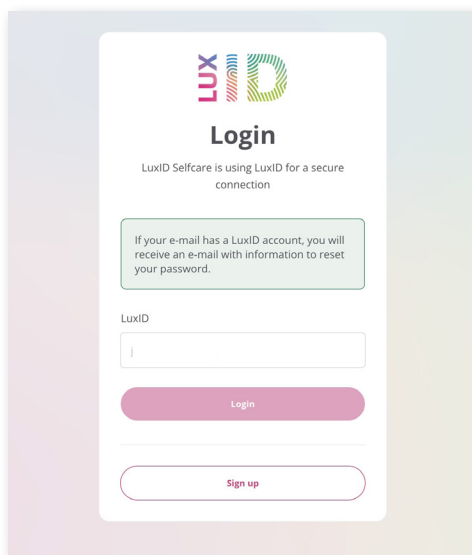 LUX ID
Login
LuxID Selfcare is using LuxID for a secure
connection
If your e-mail has a LuxID account, you will
receive an e-mail with information to reset
your password.
LuxID
j
Login
Sign up